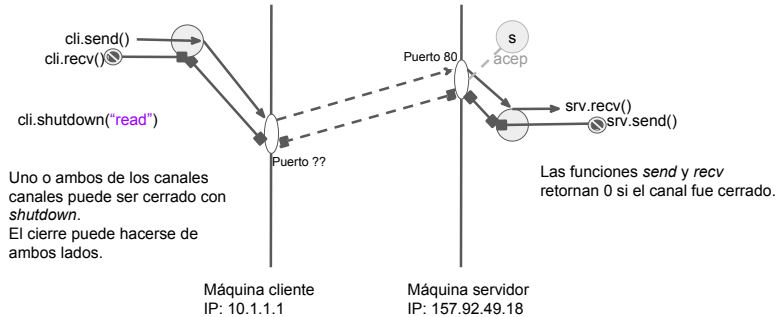 cli.send()
cli.recv()
cli.shutdown(“read”)
Uno o ambos de los canales
canales puede ser cerrado con
shutdown.
El cierre puede hacerse de
ambos lados.
Puerto ??
Máquina cliente
IP: 10.1.1.1
Puerto 80
s
acep
srv.recv()
srv.send()
Las funciones send y recv
retornan 0 si el canal fue cerrado.
Máquina servidor
IP: 157.92.49.18